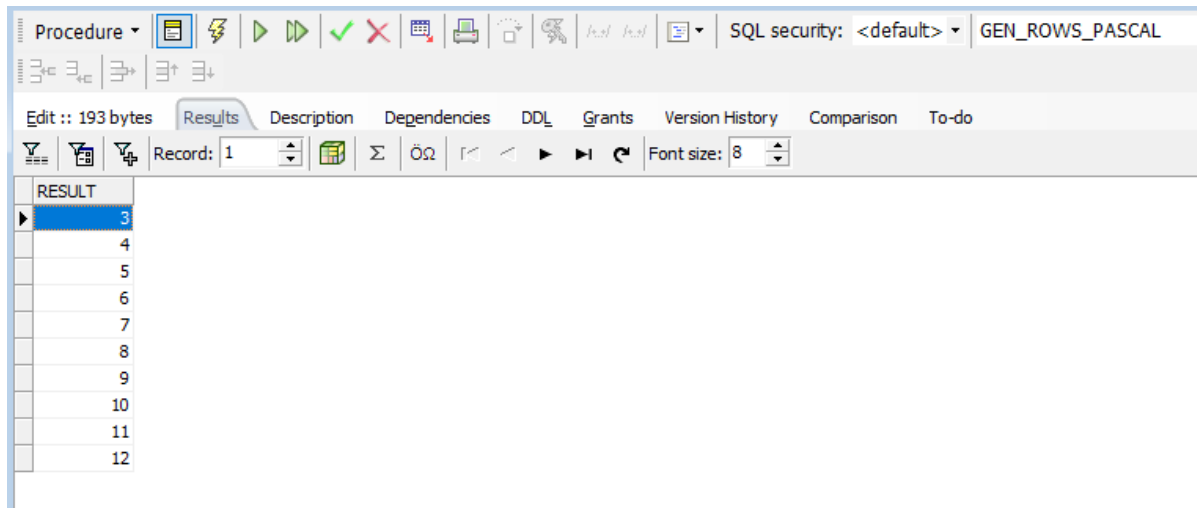 Procedure SQL security: <default> GEN_ROWS_PASCAL
Edit :: 193 bytes Results Description Dependencies DDL Grants Version History Comparison To-do
Record: 1 Σ ÖΩ Font size: 8
RESULT
3
4
5
6
7
8
9
10
11
12